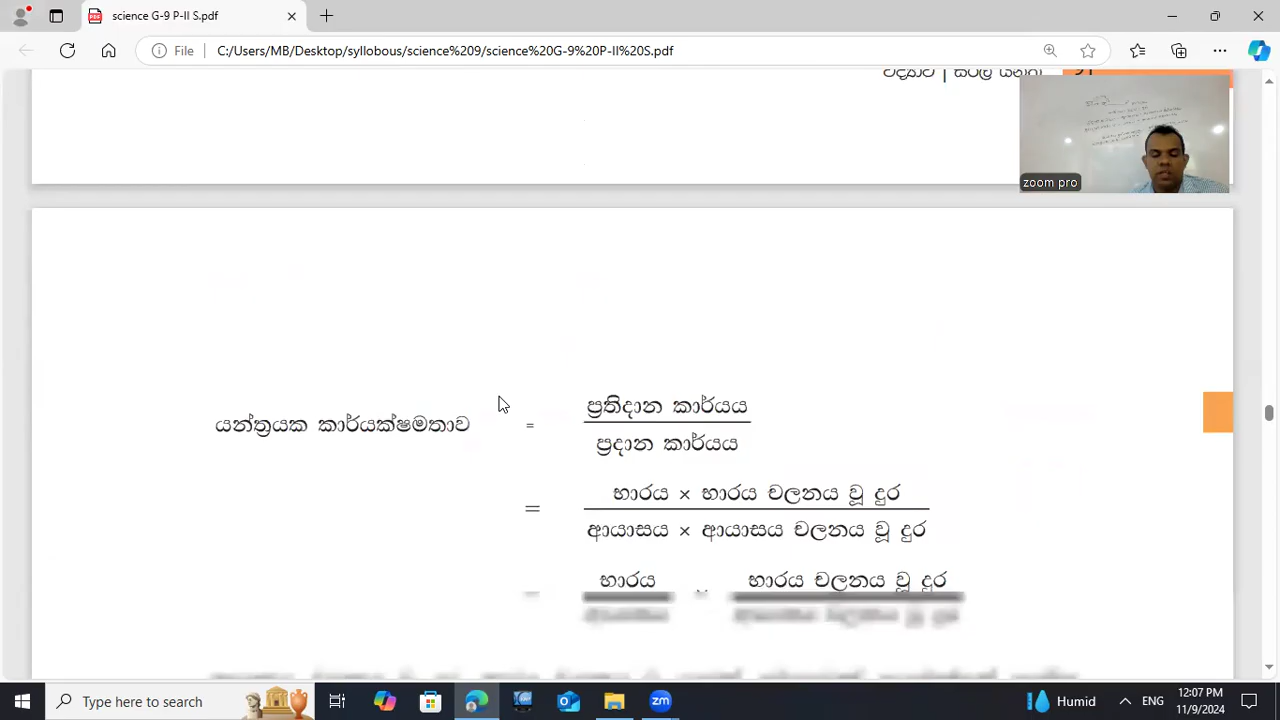 science G-9 P-II S.pdf
File
C:/Users/MB/Desktop/syllobous/science%209/science%20G-9%20P-II%20S.pdf
විද්‍යාව | සරල යන්ත්‍ර
zoom pro
යන්ත්‍රයක කාර්යක්ෂමතාව = ප්‍රතිදාන කාර්යය
ප්‍රදාන කාර්යය
= භාරය × භාරය චලනය වූ දුර
ආයාසය × ආයාසය චලනය වූ දුර
= භාරය × භාරය චලනය වූ දුර
Type here to search
Humid
ENG
12:07 PM
11/9/2024